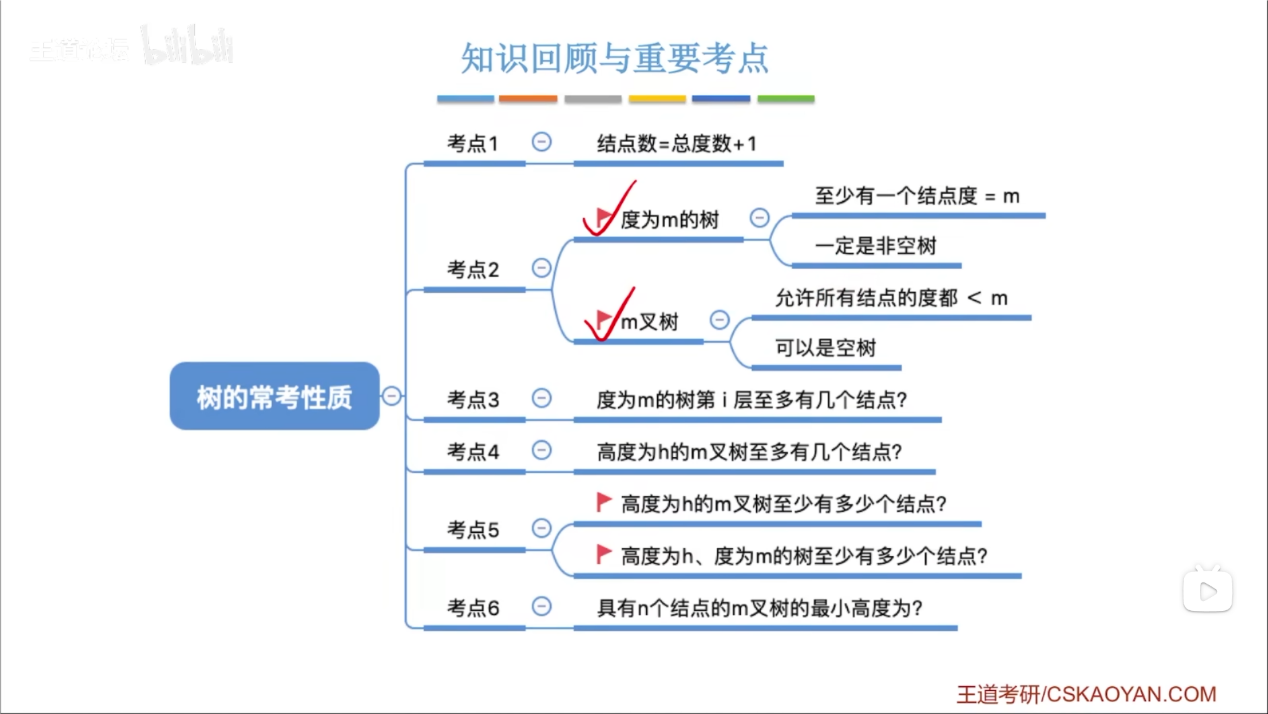 王道论坛 bilibili
知识回顾与重要考点
考点1
结点数=总度数+1
考点2
度为m的树
至少有一个结点度 = m
一定是非空树
m叉树
允许所有结点的度都 < m
可以是空树
树的常考性质
考点3
度为m的树第 i 层至多有几个结点?
考点4
高度为h的m叉树至多有几个结点?
考点5
高度为h的m叉树至少有多少个结点?
高度为h、度为m的树至少有多少个结点?
考点6
具有n个结点的m叉树的最小高度为?
王道考研/CSKAOYAN.COM